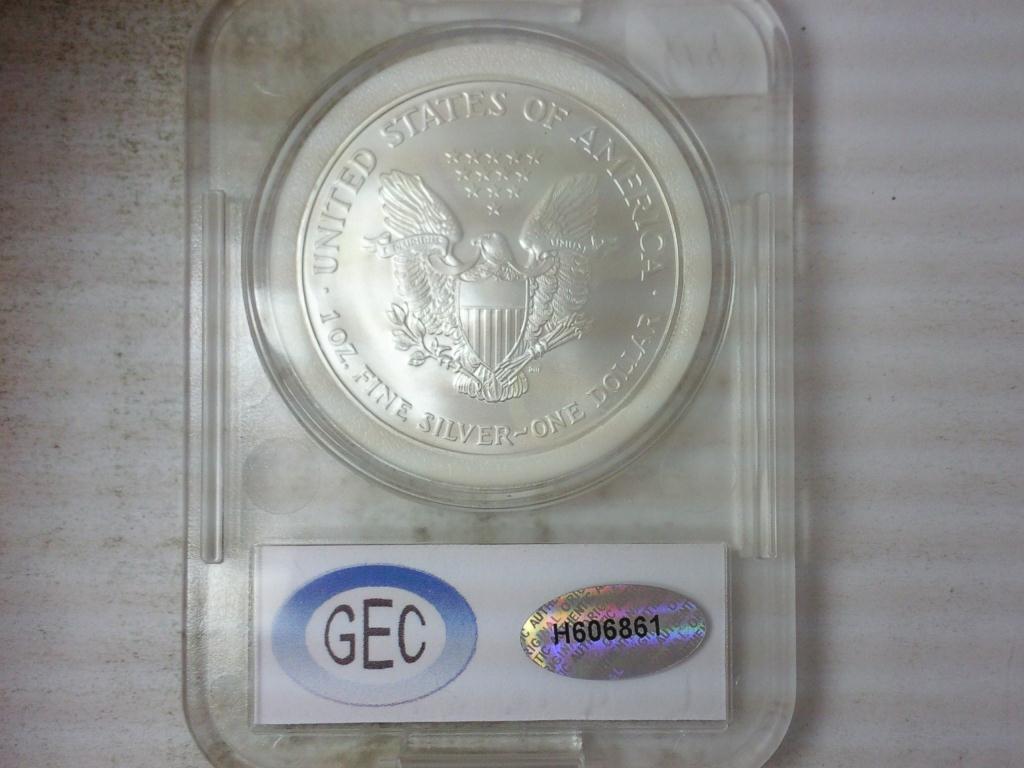 UNITED STATES OF AMERICA
PLURIBUS UNUM
· 1 OZ. FINE SILVER~ONE DOLLAR ·
GEC
H606861